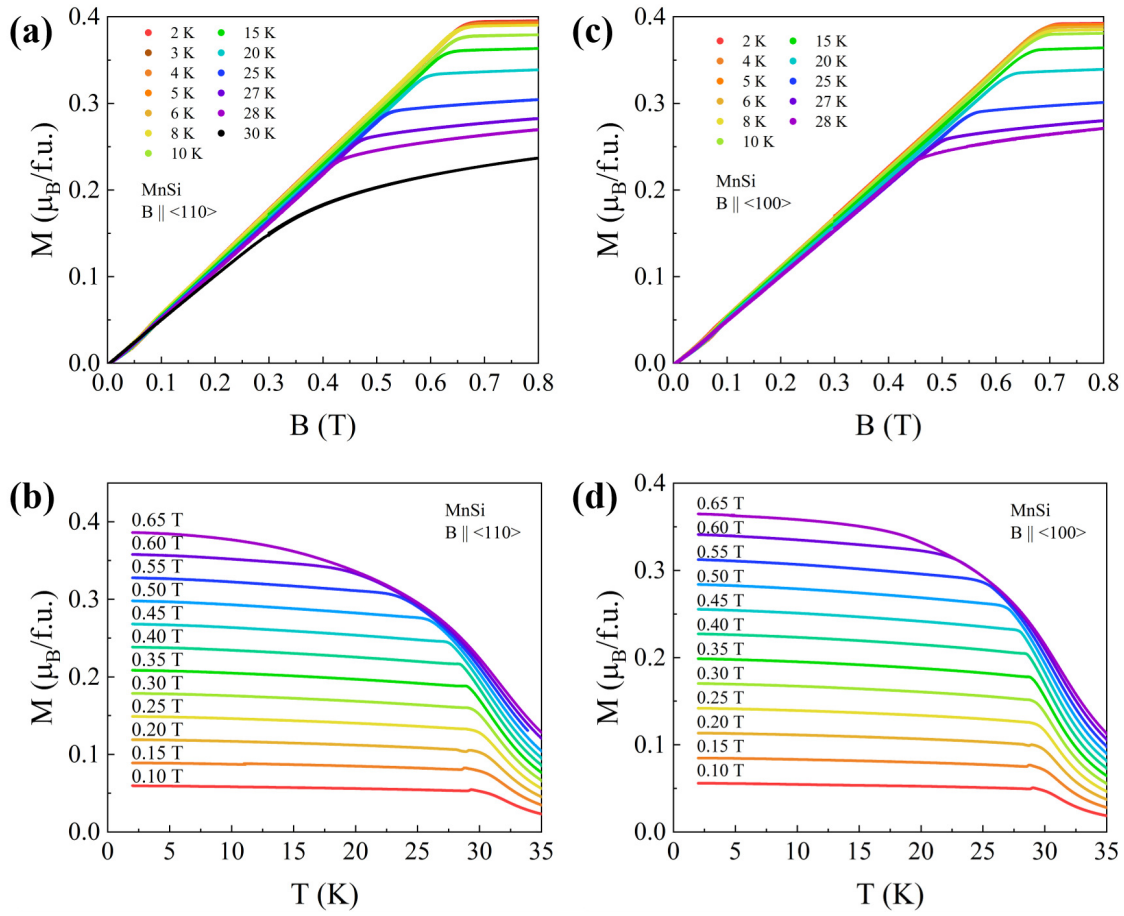 (a)
0.4
0.3
0.2
0.1
0.0
M (μB/f.u.)
2 K
3 K
4 K
5 K
6 K
8 K
10 K
15 K
20 K
25 K
27 K
28 K
30 K
MnSi
B || <110>
0.0 0.1 0.2 0.3 0.4 0.5 0.6 0.7 0.8
B (T)
(c)
0.4
0.3
0.2
0.1
0.0
M (μB/f.u.)
2 K
4 K
5 K
6 K
8 K
10 K
15 K
20 K
25 K
27 K
28 K
MnSi
B || <100>
0.1 0.2 0.3 0.4 0.5 0.6 0.7 0.8
B (T)
(b)
0.4
0.3
0.2
0.1
0.0
M (μB/f.u.)
0.65 T
0.60 T
0.55 T
0.50 T
0.45 T
0.40 T
0.35 T
0.30 T
0.25 T
0.20 T
0.15 T
0.10 T
MnSi
B || <110>
0 5 10 15 20 25 30 35
T (K)
(d)
0.4
0.3
0.2
0.1
0.0
M (μB/f.u.)
0.65 T
0.60 T
0.55 T
0.50 T
0.45 T
0.40 T
0.35 T
0.30 T
0.25 T
0.20 T
0.15 T
0.10 T
MnSi
B || <100>
0 5 10 15 20 25 30 35
T (K)